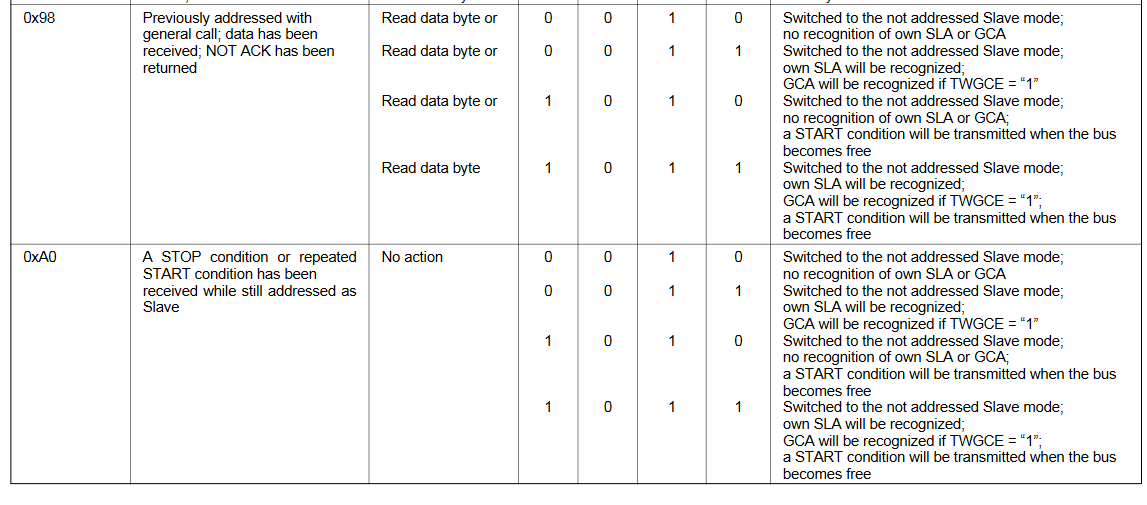 0x98 Previously addressed with Read data byte or 0 0 1 0 Switched to the not addressed Slave mode;
general call; data has been no recognition of own SLA or GCA
received; NOT ACK has been Read data byte or 0 0 1 1 Switched to the not addressed Slave mode;
returned own SLA will be recognized;
GCA will be recognized if TWGCE = “1”
Read data byte or 1 0 1 0 Switched to the not addressed Slave mode;
no recognition of own SLA or GCA;
a START condition will be transmitted when the bus
becomes free
Read data byte 1 0 1 1 Switched to the not addressed Slave mode;
own SLA will be recognized;
GCA will be recognized if TWGCE = “1”;
a START condition will be transmitted when the bus
becomes free
0xA0 A STOP condition or repeated No action 0 0 1 0 Switched to the not addressed Slave mode;
START condition has been no recognition of own SLA or GCA
received while still addressed as 0 0 1 1 Switched to the not addressed Slave mode;
Slave own SLA will be recognized;
GCA will be recognized if TWGCE = “1”
1 0 1 0 Switched to the not addressed Slave mode;
no recognition of own SLA or GCA;
a START condition will be transmitted when the bus
becomes free
1 0 1 1 Switched to the not addressed Slave mode;
own SLA will be recognized;
GCA will be recognized if TWGCE = “1”;
a START condition will be transmitted when the bus
becomes free